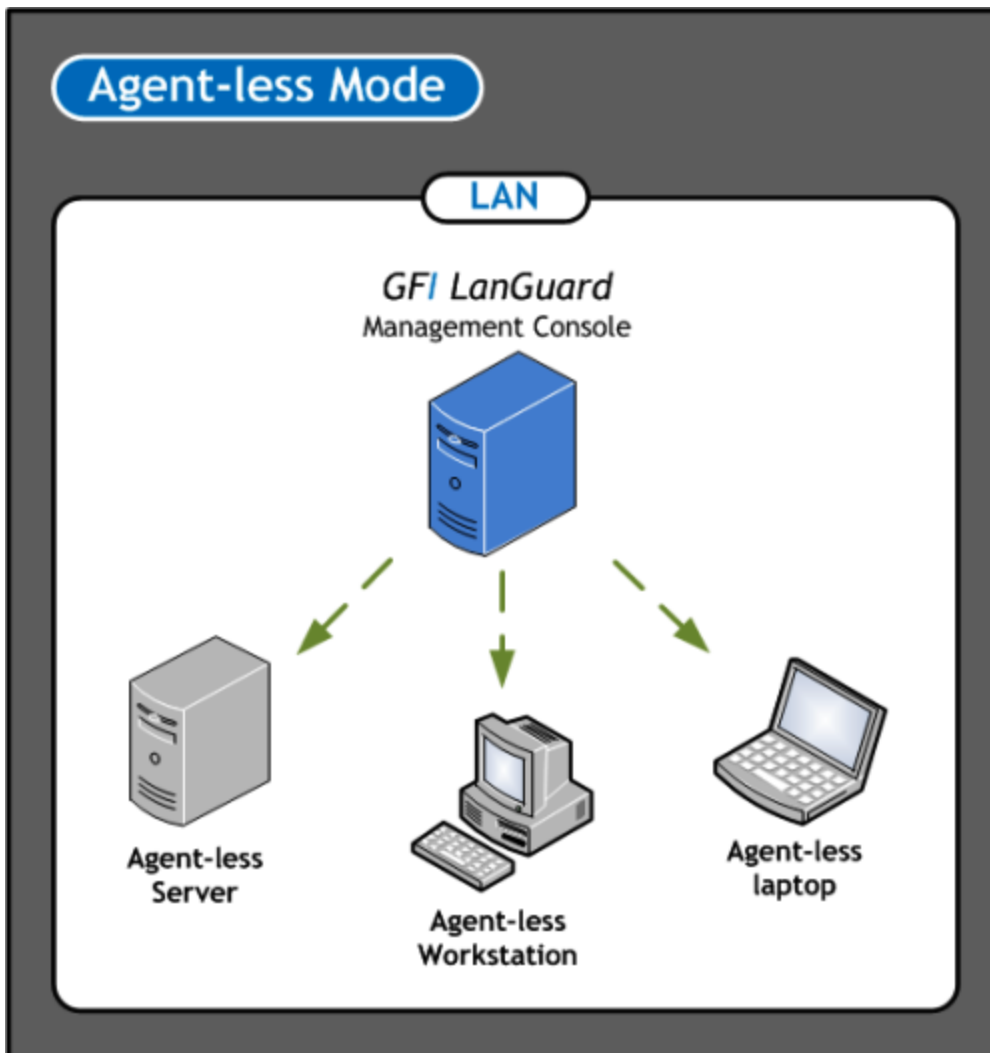 Agent-less Mode
LAN
GFI LanGuard
Management Console
Agent-less
Server
Agent-less
Workstation
Agent-less
laptop